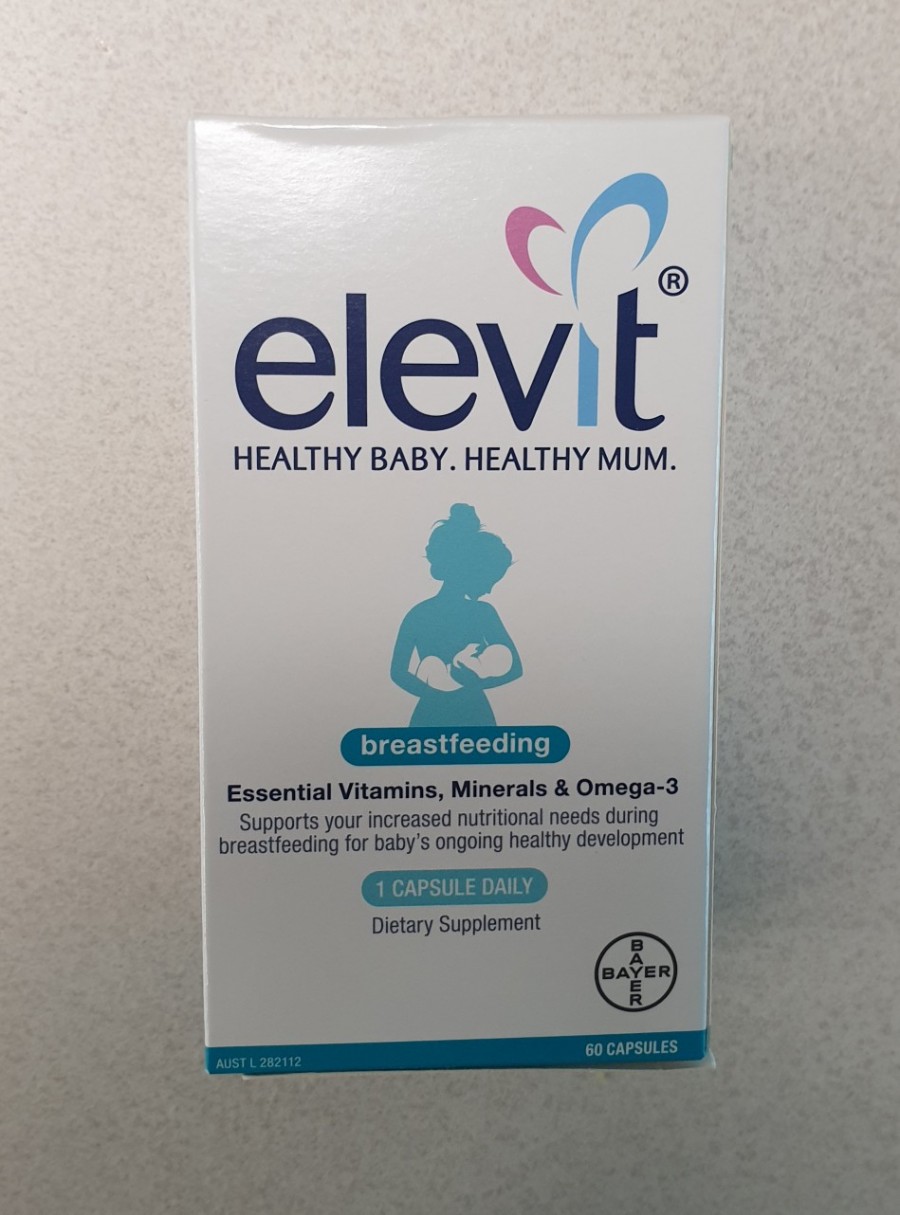 elevit®
HEALTHY BABY. HEALTHY MUM.
breastfeeding
Essential Vitamins, Minerals & Omega-3
Supports your increased nutritional needs during
breastfeeding for baby's ongoing healthy development
1 CAPSULE DAILY
Dietary Supplement
BAYER
BAYER
AUST L 282112
60 CAPSULES